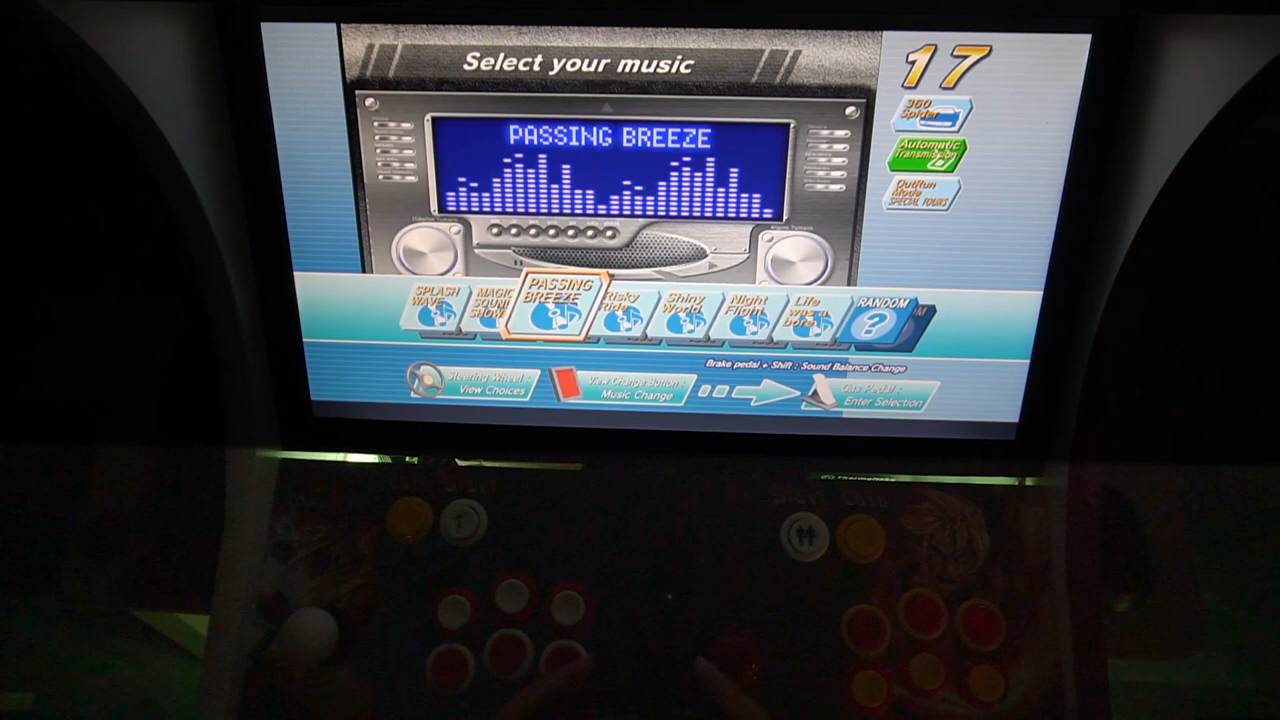 Select your music
17
PASSING BREEZE
360
Spider
Automatic
Transmission
OutRun
Mode
SPECIAL TOURS
SPLASH
WAVE
MAGIC
SOUND
SHOW
PASSING
BREEZE
Risky
Ride
Shiny
World
Night
Flight
Life
was a
bore
RANDOM
?
Brake pedal + Shift : Sound Balance Change
Steering Wheel :
View Choices
View Change Button :
Music Change
Gas Pedal :
Enter Selection